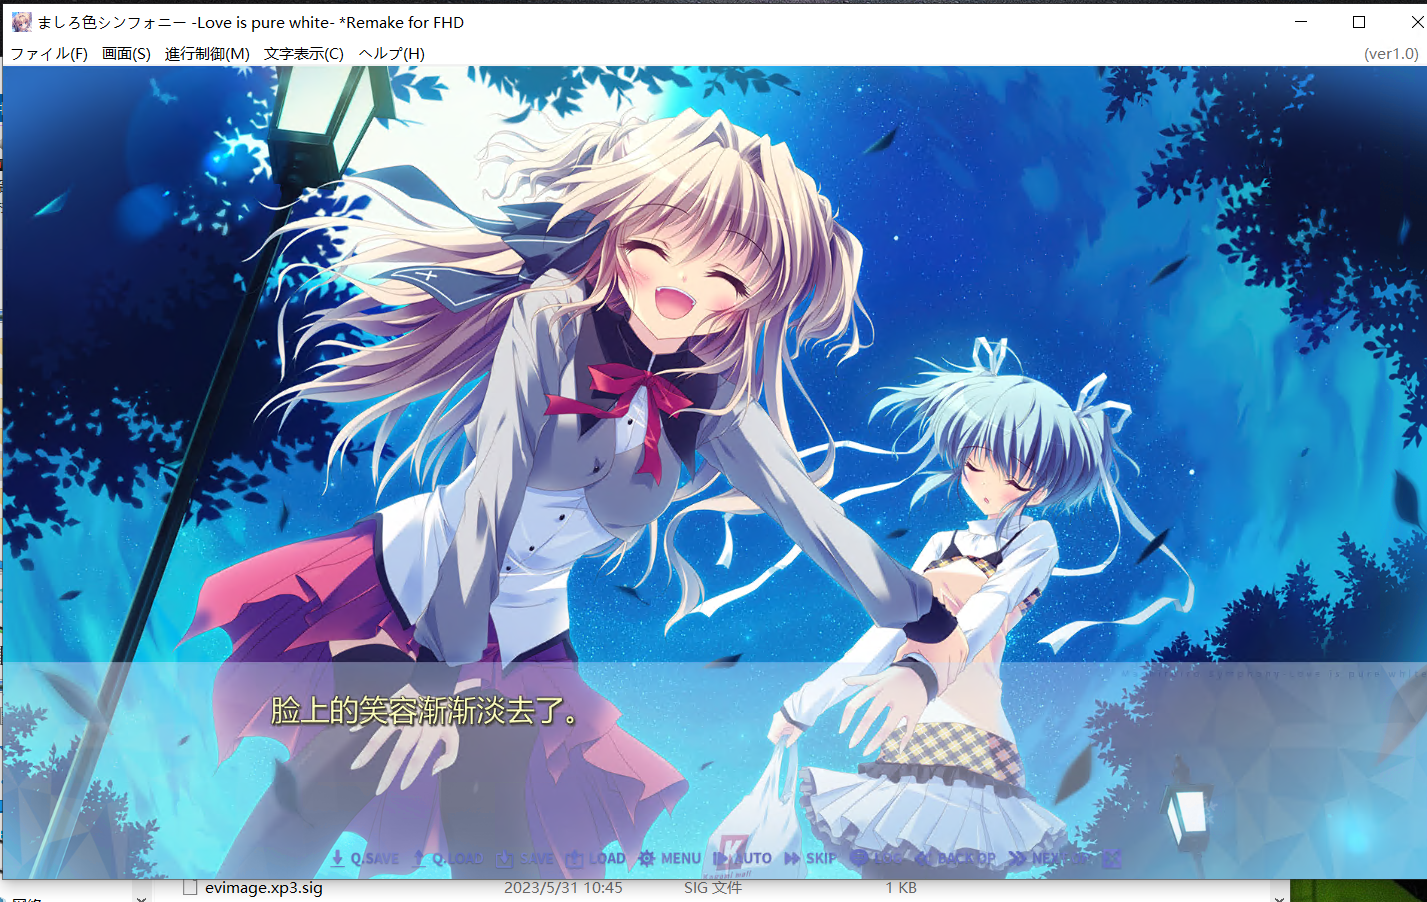 ましろ色シンフォニー -Love is pure white- *Remake for FHD
ファイル(F) 画面(S) 進行制御(M) 文字表示(C) ヘルプ(H) (ver1.0)
脸上的笑容渐渐淡去了。
Q.SAVE Q.LOAD SAVE LOAD MENU AUTO SKIP LOG
evimage.xp3.sig 2023/5/31 10:45 SIG 文件 1 KB